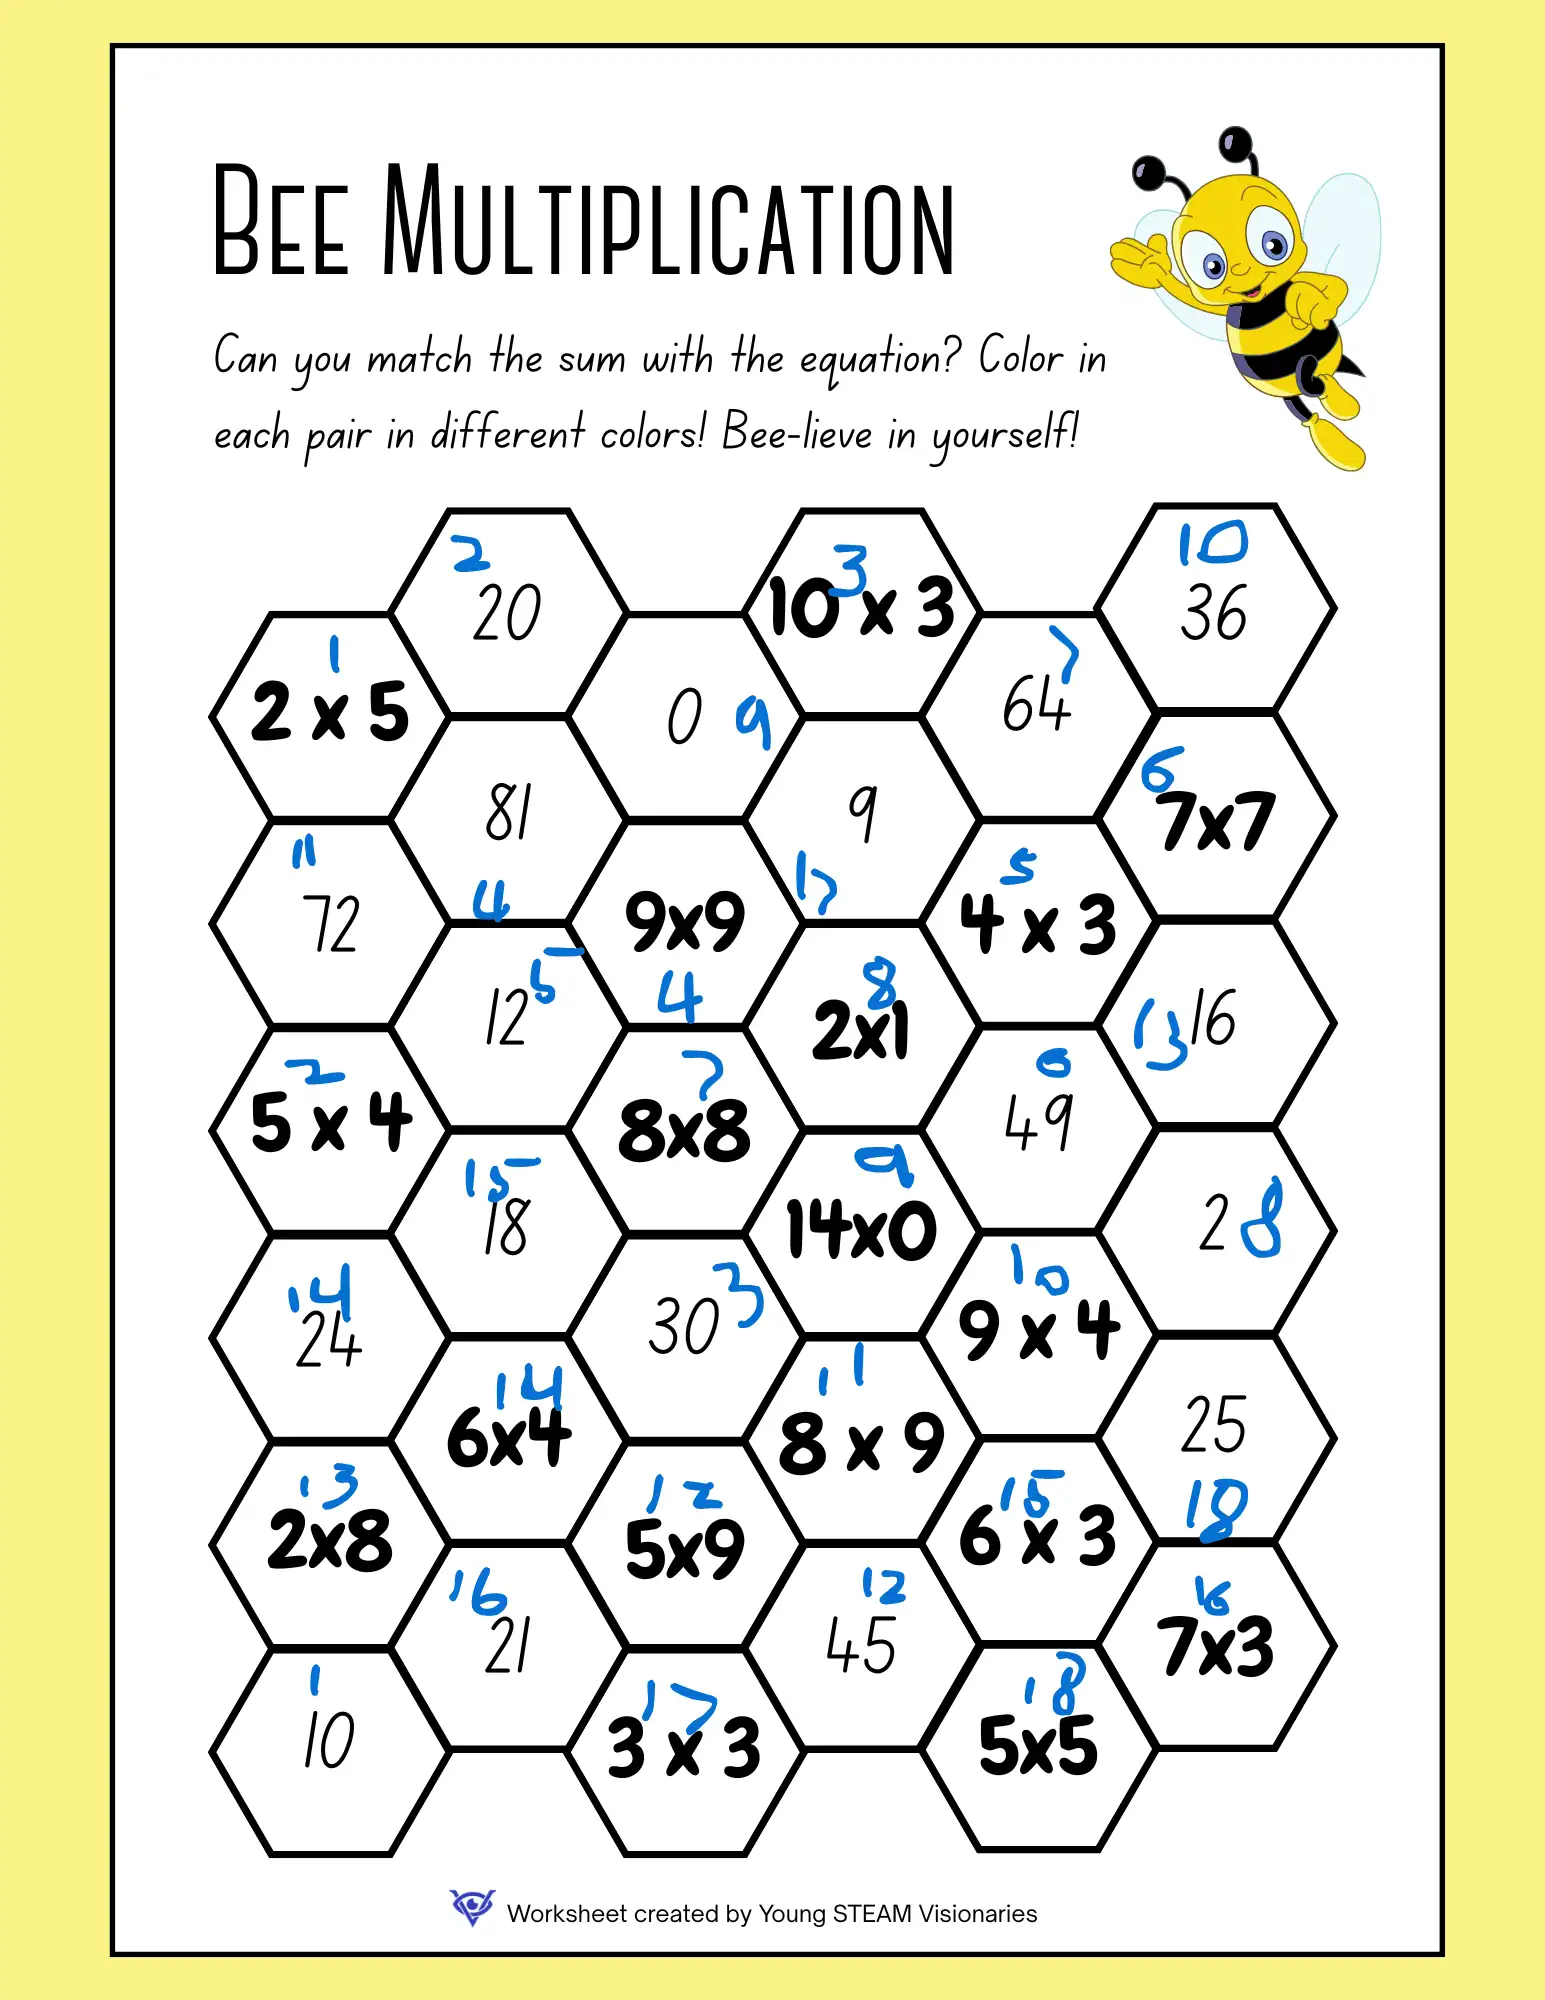 BEE MULTIPLICATION
Can you match the sum with the equation? Color in
each pair in different colors! Bee-lieve in yourself!
10
36
2
20
3
10 x 3
7
64
1
2 x 5
0 9
6
7x7
81
4
9
17
11
72
9x9
4
5
4 x 3
12 5
8
2x1
13 16
2
5 x 4
7
8x8
6
49
15
18
9
14x0
2 8
14
24
30 3
10
9 x 4
14
6x4
11
8 x 9
25
18
13
2x8
12
5x9
15
6 x 3
16
21
12
45
16
7x3
1
10
17
3 x 3
18
5x5
Worksheet created by Young STEAM Visionaries